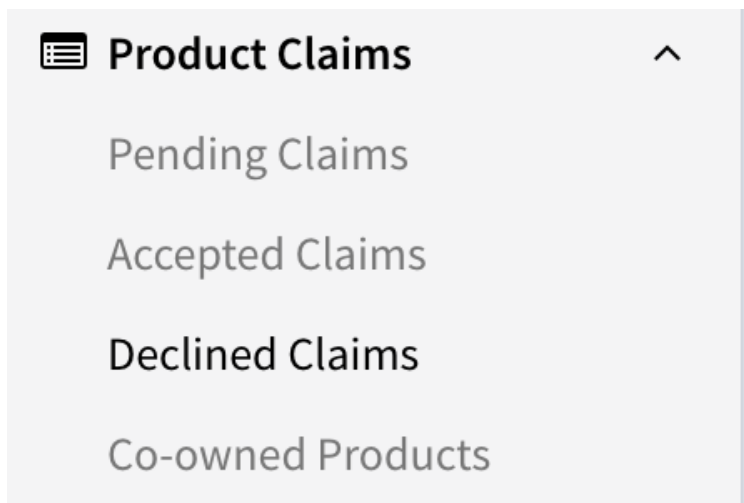 Product Claims
Pending Claims
Accepted Claims
Declined Claims
Co-owned Products